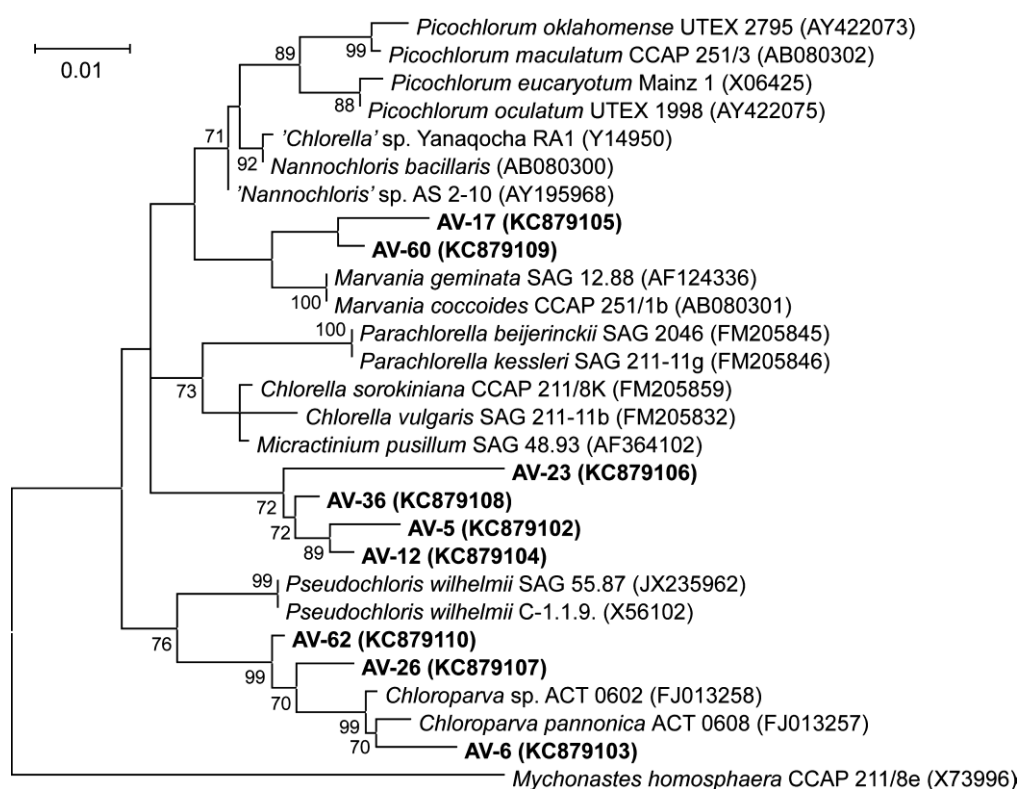 Picochlorum oklahomense UTEX 2795 (AY422073)
0.01
89
99
Picochlorum maculatum CCAP 251/3 (AB080302)
Picochlorum eucaryotum Mainz 1 (X06425)
88
Picochlorum oculatum UTEX 1998 (AY422075)
71
'Chlorella' sp. Yanaqocha RA1 (Y14950)
92
Nannochloris bacillaris (AB080300)
'Nannochloris' sp. AS 2-10 (AY195968)
AV-17 (KC879105)
AV-60 (KC879109)
Marvania geminata SAG 12.88 (AF124336)
100
Marvania coccoides CCAP 251/1b (AB080301)
100
Parachlorella beijerinckii SAG 2046 (FM205845)
Parachlorella kessleri SAG 211-11g (FM205846)
73
Chlorella sorokiniana CCAP 211/8K (FM205859)
Chlorella vulgaris SAG 211-11b (FM205832)
Micractinium pusillum SAG 48.93 (AF364102)
AV-23 (KC879106)
72
AV-36 (KC879108)
72
AV-5 (KC879102)
89
AV-12 (KC879104)
99
Pseudochloris wilhelmii SAG 55.87 (JX235962)
Pseudochloris wilhelmii C-1.1.9. (X56102)
76
AV-62 (KC879110)
99
AV-26 (KC879107)
70
Chloroparva sp. ACT 0602 (FJ013258)
99
Chloroparva pannonica ACT 0608 (FJ013257)
70
AV-6 (KC879103)
Mychonastes homosphaera CCAP 211/8e (X73996)